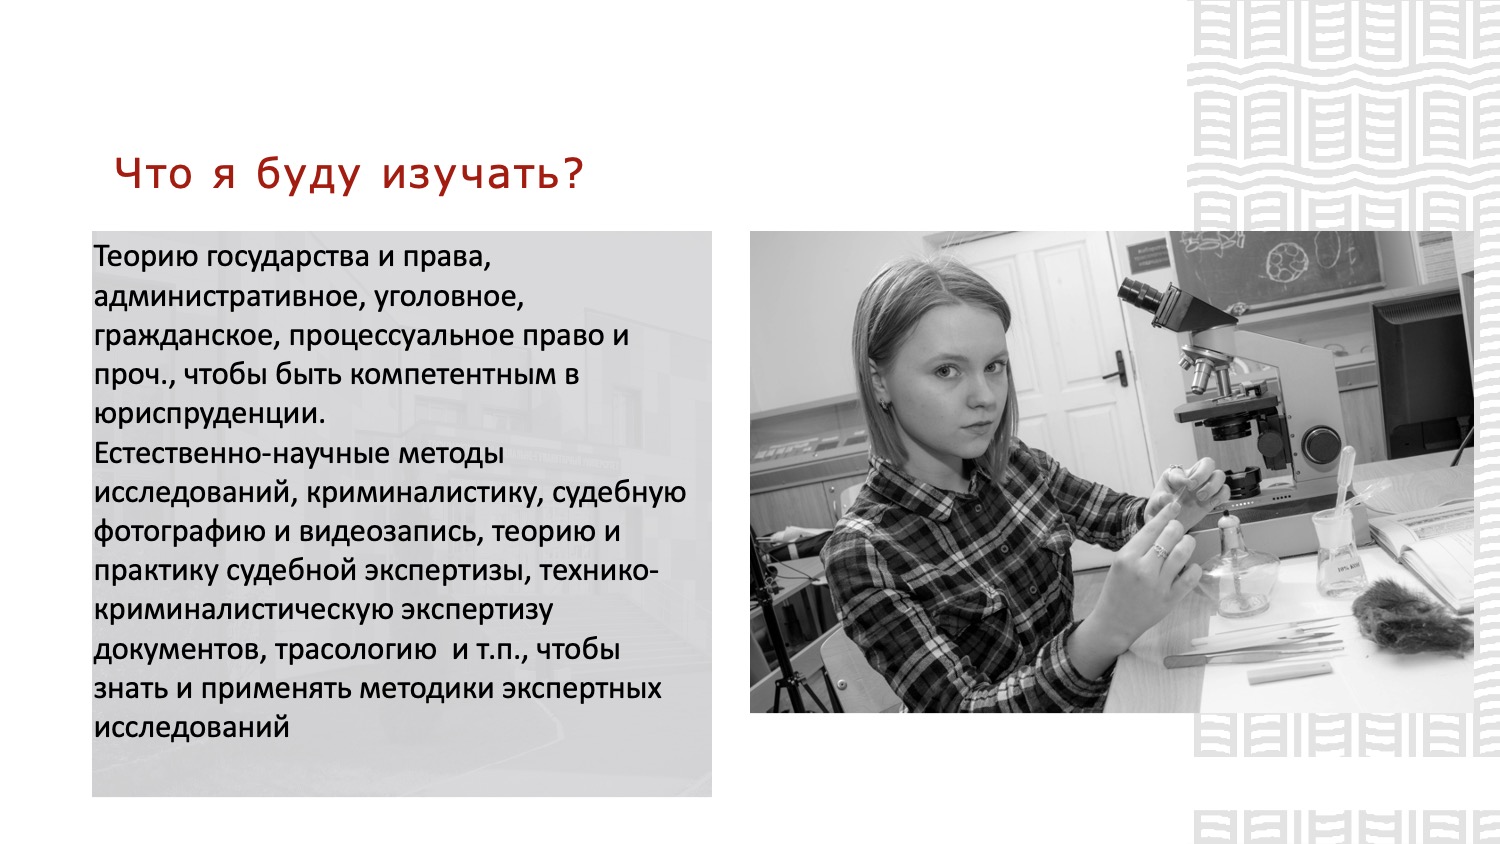 Что я буду изучать?
Теорию государства и права,
административное, уголовное,
гражданское, процессуальное право и
проч., чтобы быть компетентным в
юриспруденции.
Естественно-научные методы
исследований, криминалистику, судебную
фотографию и видеозапись, теорию и
практику судебной экспертизы, технико-
криминалистическую экспертизу
документов, трасологию  и т.п., чтобы
знать и применять методики экспертных
исследований